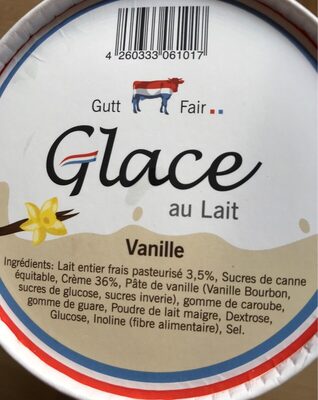 4 260333 061017
Gutt Fair
Glace
au Lait
Vanille
Ingrédients: Lait entier frais pasteurisé 3,5%, Sucres de canne
équitable, Crème 36%, Pâte de vanille (Vanille Bourbon,
sucres de glucose, sucres inverie), gomme de caroube,
gomme de guare, Poudre de lait maigre, Dextrose,
Glucose, Inoline (fibre alimentaire), Sel.